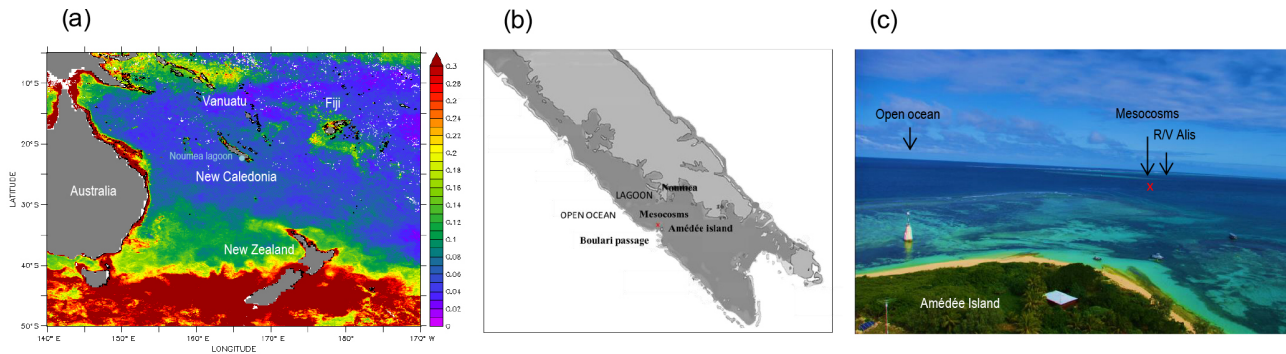 (a)
(b)
(c)
10°S
20°S
30°S
40°S
50°S
LATITUDE
140° E
150°E
160°E
170°E
180°W
170° W
LONGITUDE
Vanuatu
Fiji
Noumea lagoon
New Caledonia
Australia
New Zealand
0.3
0.28
0.26
0.24
0.22
0.2
0.18
0.16
0.14
0.12
0.1
0.08
0.06
0.04
0.02
0
Noumea
LAGOON
OPEN OCEAN
Mesocosms
Amédée island
Boulari passage
Open ocean
Mesocosms
R/V Alis
X
Amédée Island